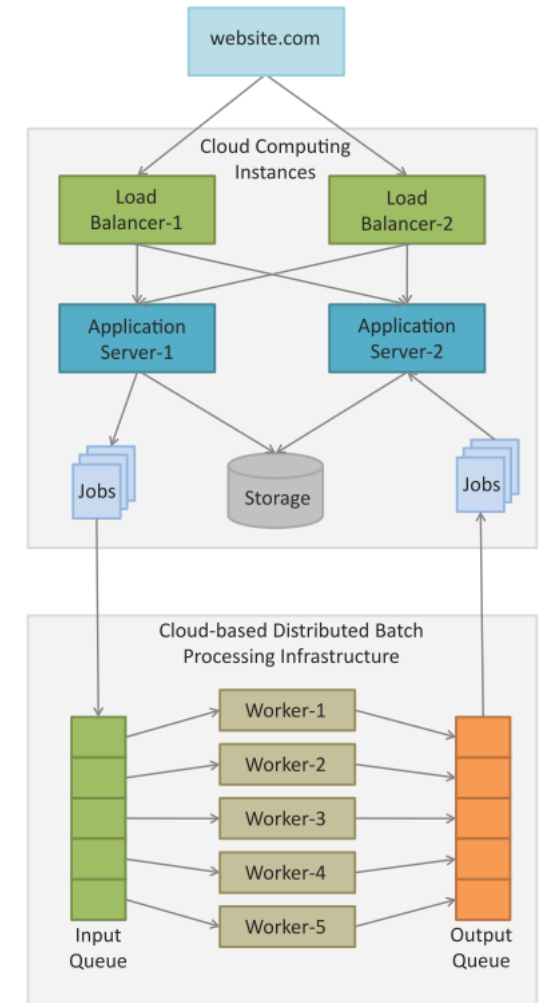 website.com
Cloud Computing
Instances
Load
Balancer-1
Load
Balancer-2
Application
Server-1
Application
Server-2
Jobs
Storage
Jobs
Cloud-based Distributed Batch
Processing Infrastructure
Worker-1
Worker-2
Worker-3
Worker-4
Worker-5
Input
Queue
Output
Queue